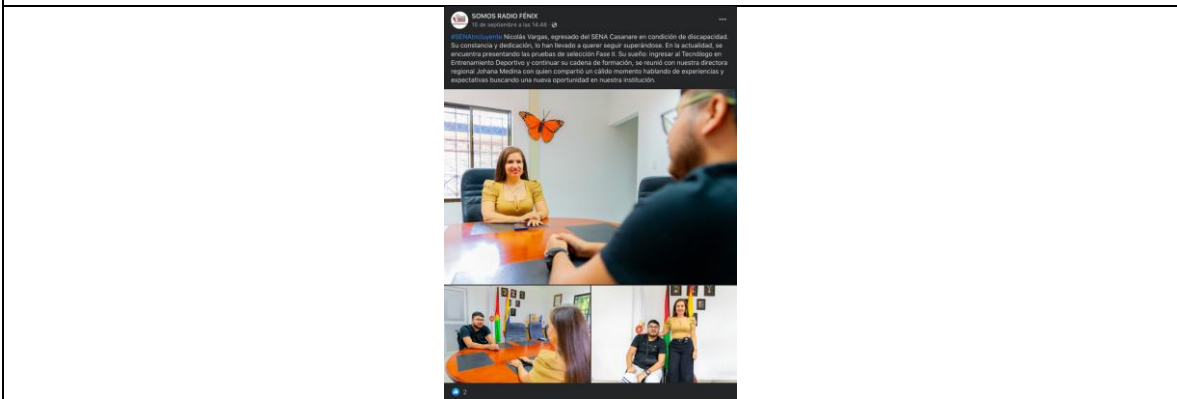 SOMOS RADIO FÉNIX
15 de septiembre a las 14:48 ·
#SENAIncluyente Nicolás Vargas, egresado del SENA Casanare en condición de discapacidad.
Su constancia y dedicación, lo han llevado a querer seguir superándose. En la actualidad, se
encuentra presentando las pruebas de selección Fase II. Su sueño: ingresar al Tecnólogo en
Entrenamiento Deportivo y continuar su cadena de formación, se reunió con nuestra directora
regional Johana Medina con quien compartió un cálido momento hablando de experiencias y
expectativas buscando una nueva oportunidad en nuestra institución.
2